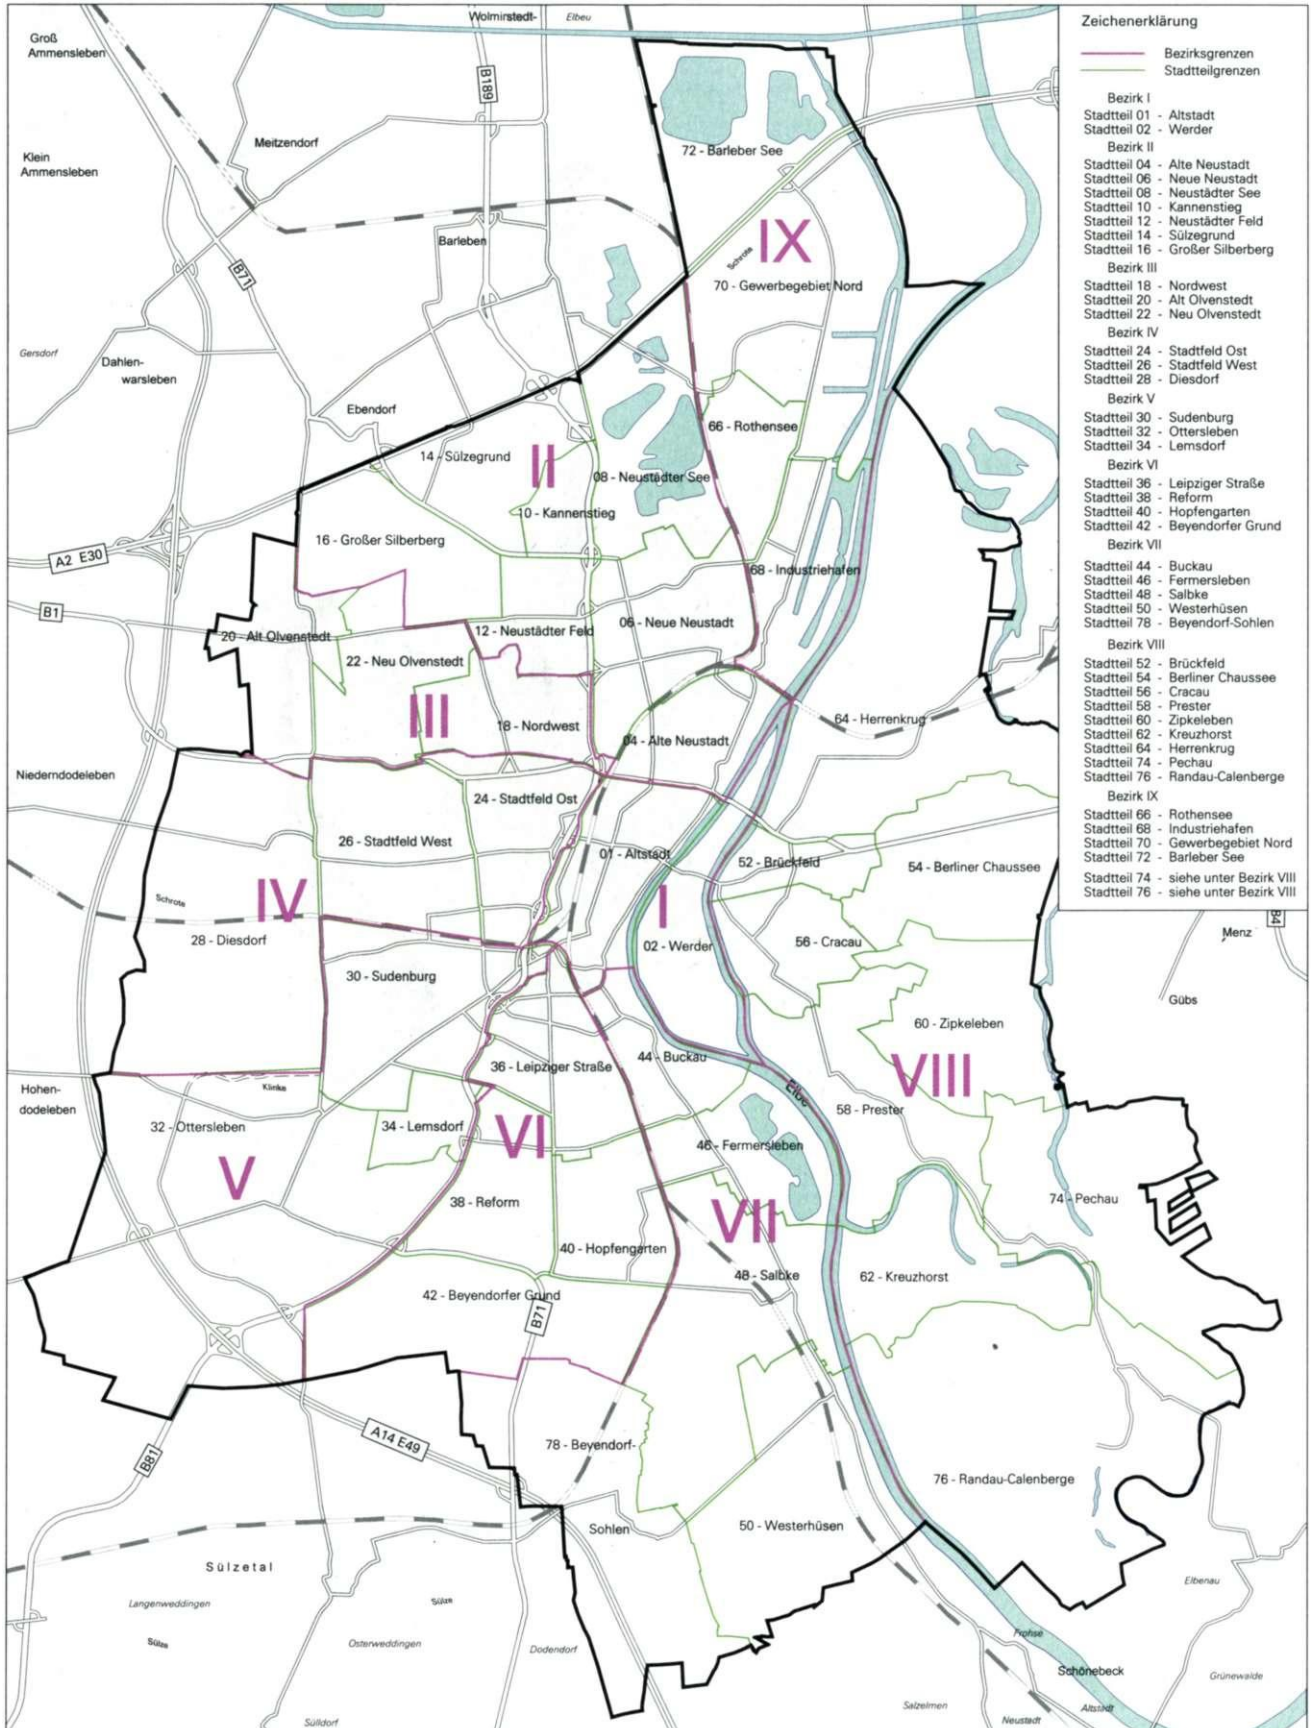 Wolmirstedt-
Elbeu
Groß
Ammensleben
B189
Meitzendorf
72 - Barleber See
Klein
Ammensleben
Barleben
IX
Schrote
B71
70 - Gewerbegebiet Nord
Gersdorf
Dahlen-
warsleben
Ebendorf
66 - Rothensee
14 - Sülzegrund
II
08 - Neustädter See
10 - Kannenstieg
16 - Großer Silberberg
A2 E30
68 - Industriehafen
B1
20 - Alt Olvenstedt
12 - Neustädter Feld
06 - Neue Neustadt
22 - Neu Olvenstedt
III
18 - Nordwest
64 - Herrenkrug
04 - Alte Neustadt
Niederndodeleben
24 - Stadtfeld Ost
26 - Stadtfeld West
01 - Altstadt
52 - Brückfeld
54 - Berliner Chaussee
IV
Schrote
I
28 - Diesdorf
02 - Werder
56 - Cracau
30 - Sudenburg
B4
Menz
Gübs
60 - Zipkeleben
44 - Buckau
36 - Leipziger Straße
VIII
Hohen-
dodeleben
Klinke
Elbe
58 - Prester
32 - Ottersleben
34 - Lemsdorf
VI
46 - Fermersleben
V
38 - Reform
VII
74 - Pechau
40 - Hopfengarten
48 - Salbke
62 - Kreuzhorst
42 - Beyendorfer Grund
B71
A14 E49
78 - Beyendorf-
B81
76 - Randau-Calenberge
Sohlen
50 - Westerhüsen
Sülzetal
Elbenau
Langenweddingen
Sülze
Sülze
Osterweddingen
Dodendorf
Frohse
Schönebeck
Grünewalde
Salzelmen
Altstadt
Neustadt
Sülldorf
Zeichenerklärung
Bezirksgrenzen
Stadtteilgrenzen
Bezirk I
Stadtteil 01 - Altstadt
Stadtteil 02 - Werder
Bezirk II
Stadtteil 04 - Alte Neustadt
Stadtteil 06 - Neue Neustadt
Stadtteil 08 - Neustädter See
Stadtteil 10 - Kannenstieg
Stadtteil 12 - Neustädter Feld
Stadtteil 14 - Sülzegrund
Stadtteil 16 - Großer Silberberg
Bezirk III
Stadtteil 18 - Nordwest
Stadtteil 20 - Alt Olvenstedt
Stadtteil 22 - Neu Olvenstedt
Bezirk IV
Stadtteil 24 - Stadtfeld Ost
Stadtteil 26 - Stadtfeld West
Stadtteil 28 - Diesdorf
Bezirk V
Stadtteil 30 - Sudenburg
Stadtteil 32 - Ottersleben
Stadtteil 34 - Lemsdorf
Bezirk VI
Stadtteil 36 - Leipziger Straße
Stadtteil 38 - Reform
Stadtteil 40 - Hopfengarten
Stadtteil 42 - Beyendorfer Grund
Bezirk VII
Stadtteil 44 - Buckau
Stadtteil 46 - Fermersleben
Stadtteil 48 - Salbke
Stadtteil 50 - Westerhüsen
Stadtteil 78 - Beyendorf-Sohlen
Bezirk VIII
Stadtteil 52 - Brückfeld
Stadtteil 54 - Berliner Chaussee
Stadtteil 56 - Cracau
Stadtteil 58 - Prester
Stadtteil 60 - Zipkeleben
Stadtteil 62 - Kreuzhorst
Stadtteil 64 - Herrenkrug
Stadtteil 74 - Pechau
Stadtteil 76 - Randau-Calenberge
Bezirk IX
Stadtteil 66 - Rothensee
Stadtteil 68 - Industriehafen
Stadtteil 70 - Gewerbegebiet Nord
Stadtteil 72 - Barleber See
Stadtteil 74 - siehe unter Bezirk VIII
Stadtteil 76 - siehe unter Bezirk VIII